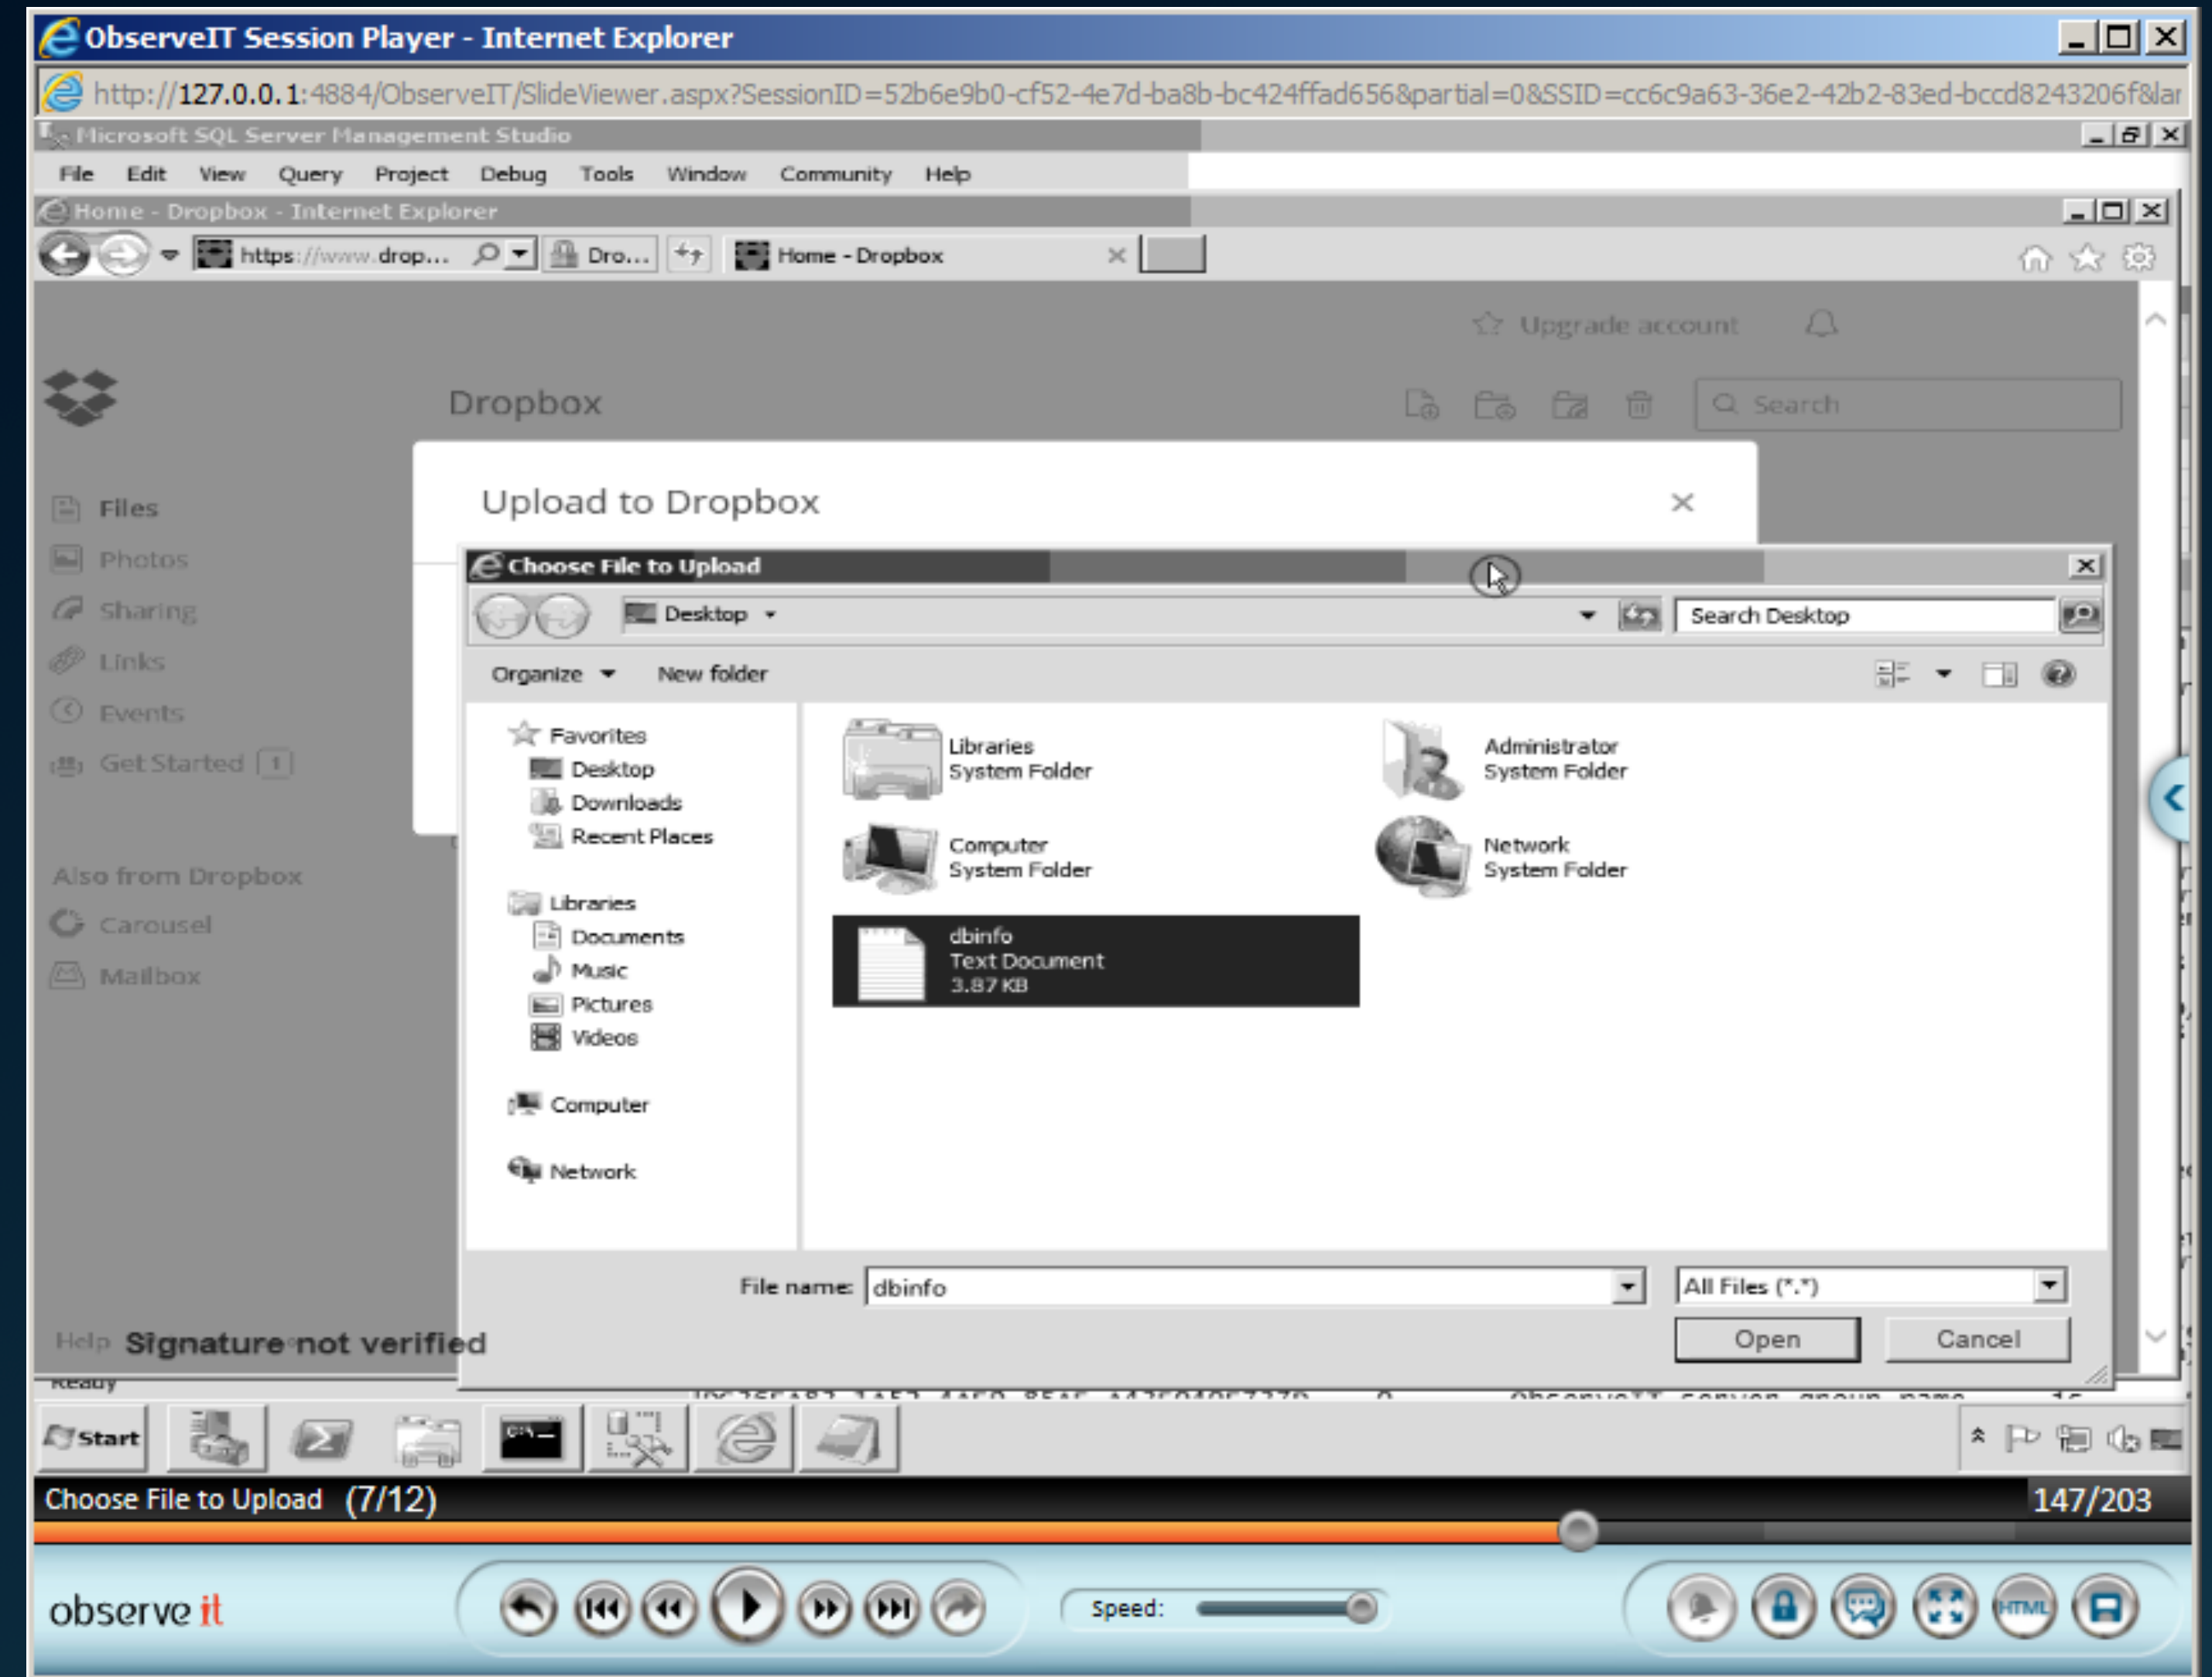 ObserveIT Session Player - Internet Explorer
http://127.0.0.1:4884/ObserveIT/SlideViewer.aspx?SessionID=52b6e9b0-cf52-4e7d-ba8b-bc424ffad656&partial=0&SSID=cc6c9a63-36e2-42b2-83ed-bccd8243206f&lar
Microsoft SQL Server Management Studio
File Edit View Query Project Debug Tools Window Community Help
Home - Dropbox - Internet Explorer
https://www.drop... Dro... Home - Dropbox
Upgrade account
Dropbox
Search
Upload to Dropbox
Files
Photos
Sharing
Links
Events
Get Started 1
Also from Dropbox
Carousel
Mailbox
Choose File to Upload
Desktop
Search Desktop
Organize New folder
Favorites
Desktop
Downloads
Recent Places
Libraries
Documents
Music
Pictures
Videos
Computer
Network
Libraries
System Folder
Administrator
System Folder
Computer
System Folder
Network
System Folder
dbinfo
Text Document
3.87 KB
File name: dbinfo
All Files (*.*)
Open Cancel
Help
Signature not verified
Ready
ObserveIT server group name
Start
Choose File to Upload (7/12)
147/203
observe it
Speed:
HTML